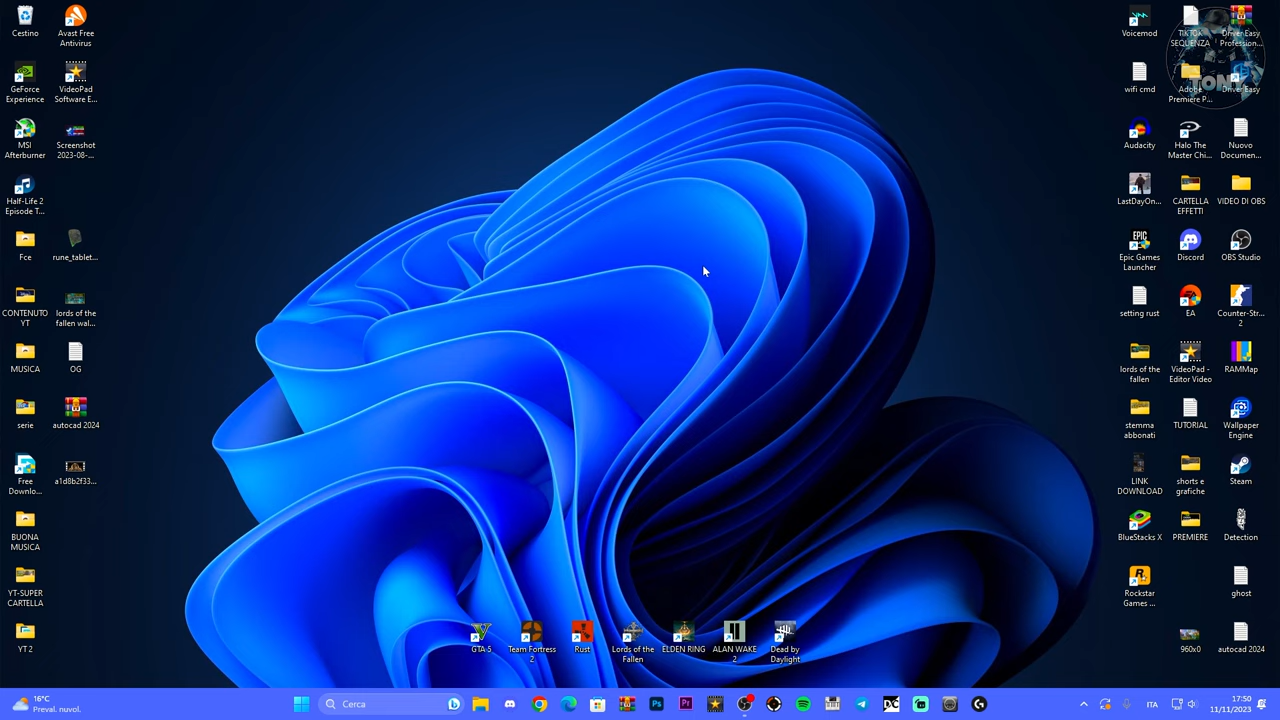 Cestino
Avast Free
Antivirus
GeForce
Experience
VideoPad
Software E...
MSI
Afterburner
Screenshot
2023-08-...
Half-Life 2
Episode T...
Fce
rune_tablet...
CONTENUTO
YT
lords of the
fallen wal...
MUSICA
OG
serie
autocad 2024
Free
Downlo...
a1d8b2f33...
BUONA
MUSICA
YT-SUPER
CARTELLA
YT 2
GTA 5
Team Fortress
2
Rust
Lords of the
Fallen
ELDEN RING
ALAN WAKE
2
Dead by
Daylight
Voicemod
TIKTOK
SEQUENZA
Driver Easy
Profession...
TONY
wifi cmd
Adobe
Premiere P...
Driver Easy
Audacity
Halo The
Master Chi...
Nuovo
Documen...
LastDayOn...
CARTELLA
EFFETTI
VIDEO DI OBS
Epic Games
Launcher
Discord
OBS Studio
setting rust
EA
Counter-Str...
2
lords of the
fallen
VideoPad -
Editor Video
RAMMap
stemma
abbonati
TUTORIAL
Wallpaper
Engine
LINK
DOWNLOAD
shorts e
grafiche
Steam
BlueStacks X
PREMIERE
Detection
Rockstar
Games ...
ghost
960x0
autocad 2024
16°C
Preval. nuvol.
Cerca
ITA
17:50
11/11/2023